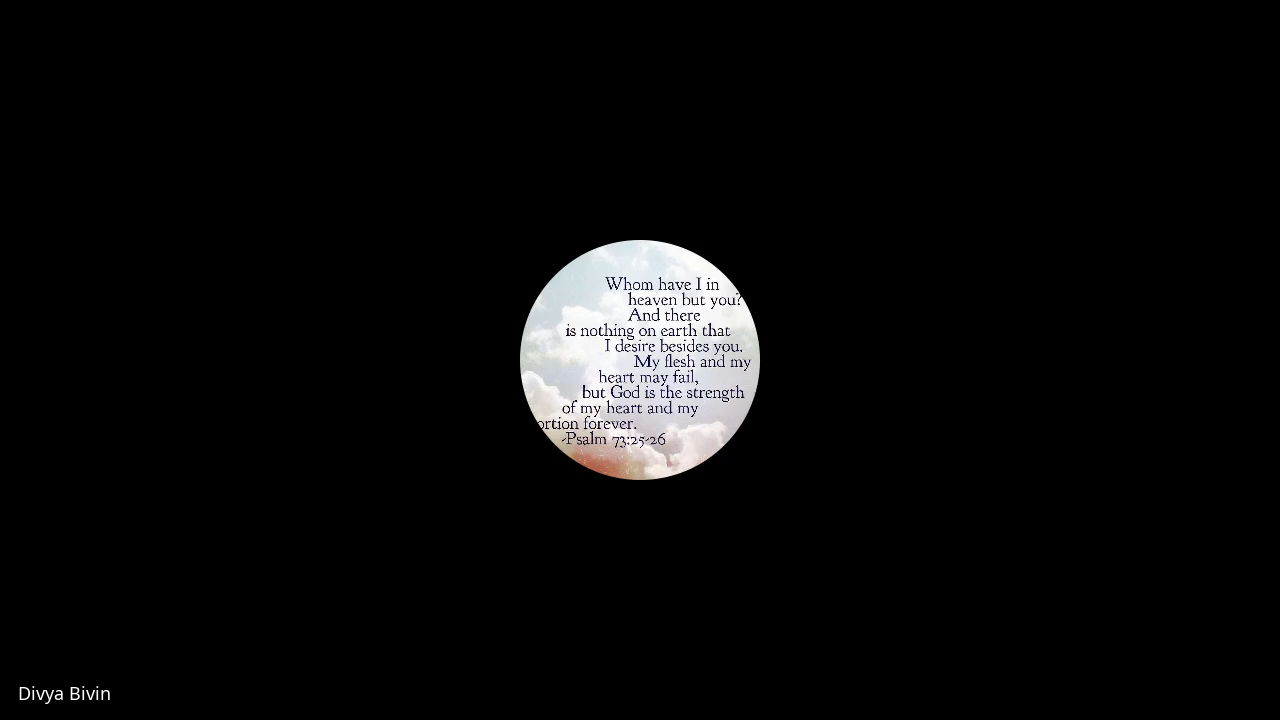 Whom have I in
heaven but you?
And there
is nothing on earth that
I desire besides you.
My flesh and my
heart may fail,
but God is the strength
of my heart and my
ortion forever.
-Psalm 73:25-26
Divya Bivin